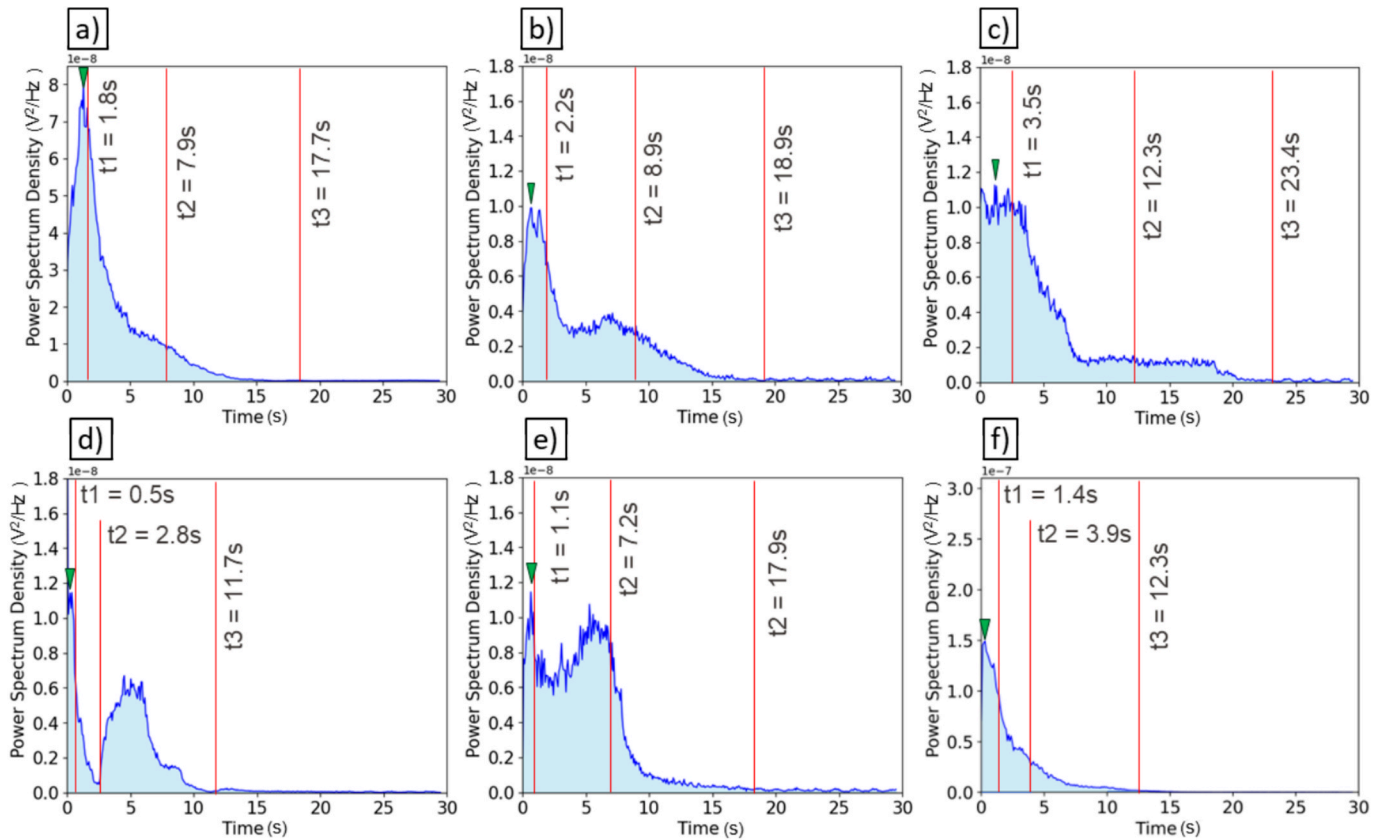 a)
1e−8
Power Spectrum Density (V²/Hz)
8
7
6
5
4
3
2
1
0
t1 = 1.8s
t2 = 7.9s
t3 = 17.7s
0 5 10 15 20 25 30
Time (s)
b)
1e−8
Power Spectrum Density (V²/Hz)
1.8
1.6
1.4
1.2
1.0
0.8
0.6
0.4
0.2
0.0
t1 = 2.2s
t2 = 8.9s
t3 = 18.9s
0 5 10 15 20 25 30
Time (s)
c)
1e−8
Power Spectrum Density (V²/Hz)
1.8
1.6
1.4
1.2
1.0
0.8
0.6
0.4
0.2
0.0
t1 = 3.5s
t2 = 12.3s
t3 = 23.4s
0 5 10 15 20 25 30
Time (s)
d)
1e−8
Power Spectrum Density (V²/Hz)
1.8
1.6
1.4
1.2
1.0
0.8
0.6
0.4
0.2
0.0
t1 = 0.5s
t2 = 2.8s
t3 = 11.7s
0 5 10 15 20 25 30
Time (s)
e)
1e−8
Power Spectrum Density (V²/Hz)
1.8
1.6
1.4
1.2
1.0
0.8
0.6
0.4
0.2
0.0
t1 = 1.1s
t2 = 7.2s
t2 = 17.9s
0 5 10 15 20 25 30
Time (s)
f)
1e−7
Power Spectrum Density (V²/Hz)
3.0
2.5
2.0
1.5
1.0
0.5
0.0
t1 = 1.4s
t2 = 3.9s
t3 = 12.3s
0 5 10 15 20 25 30
Time (s)